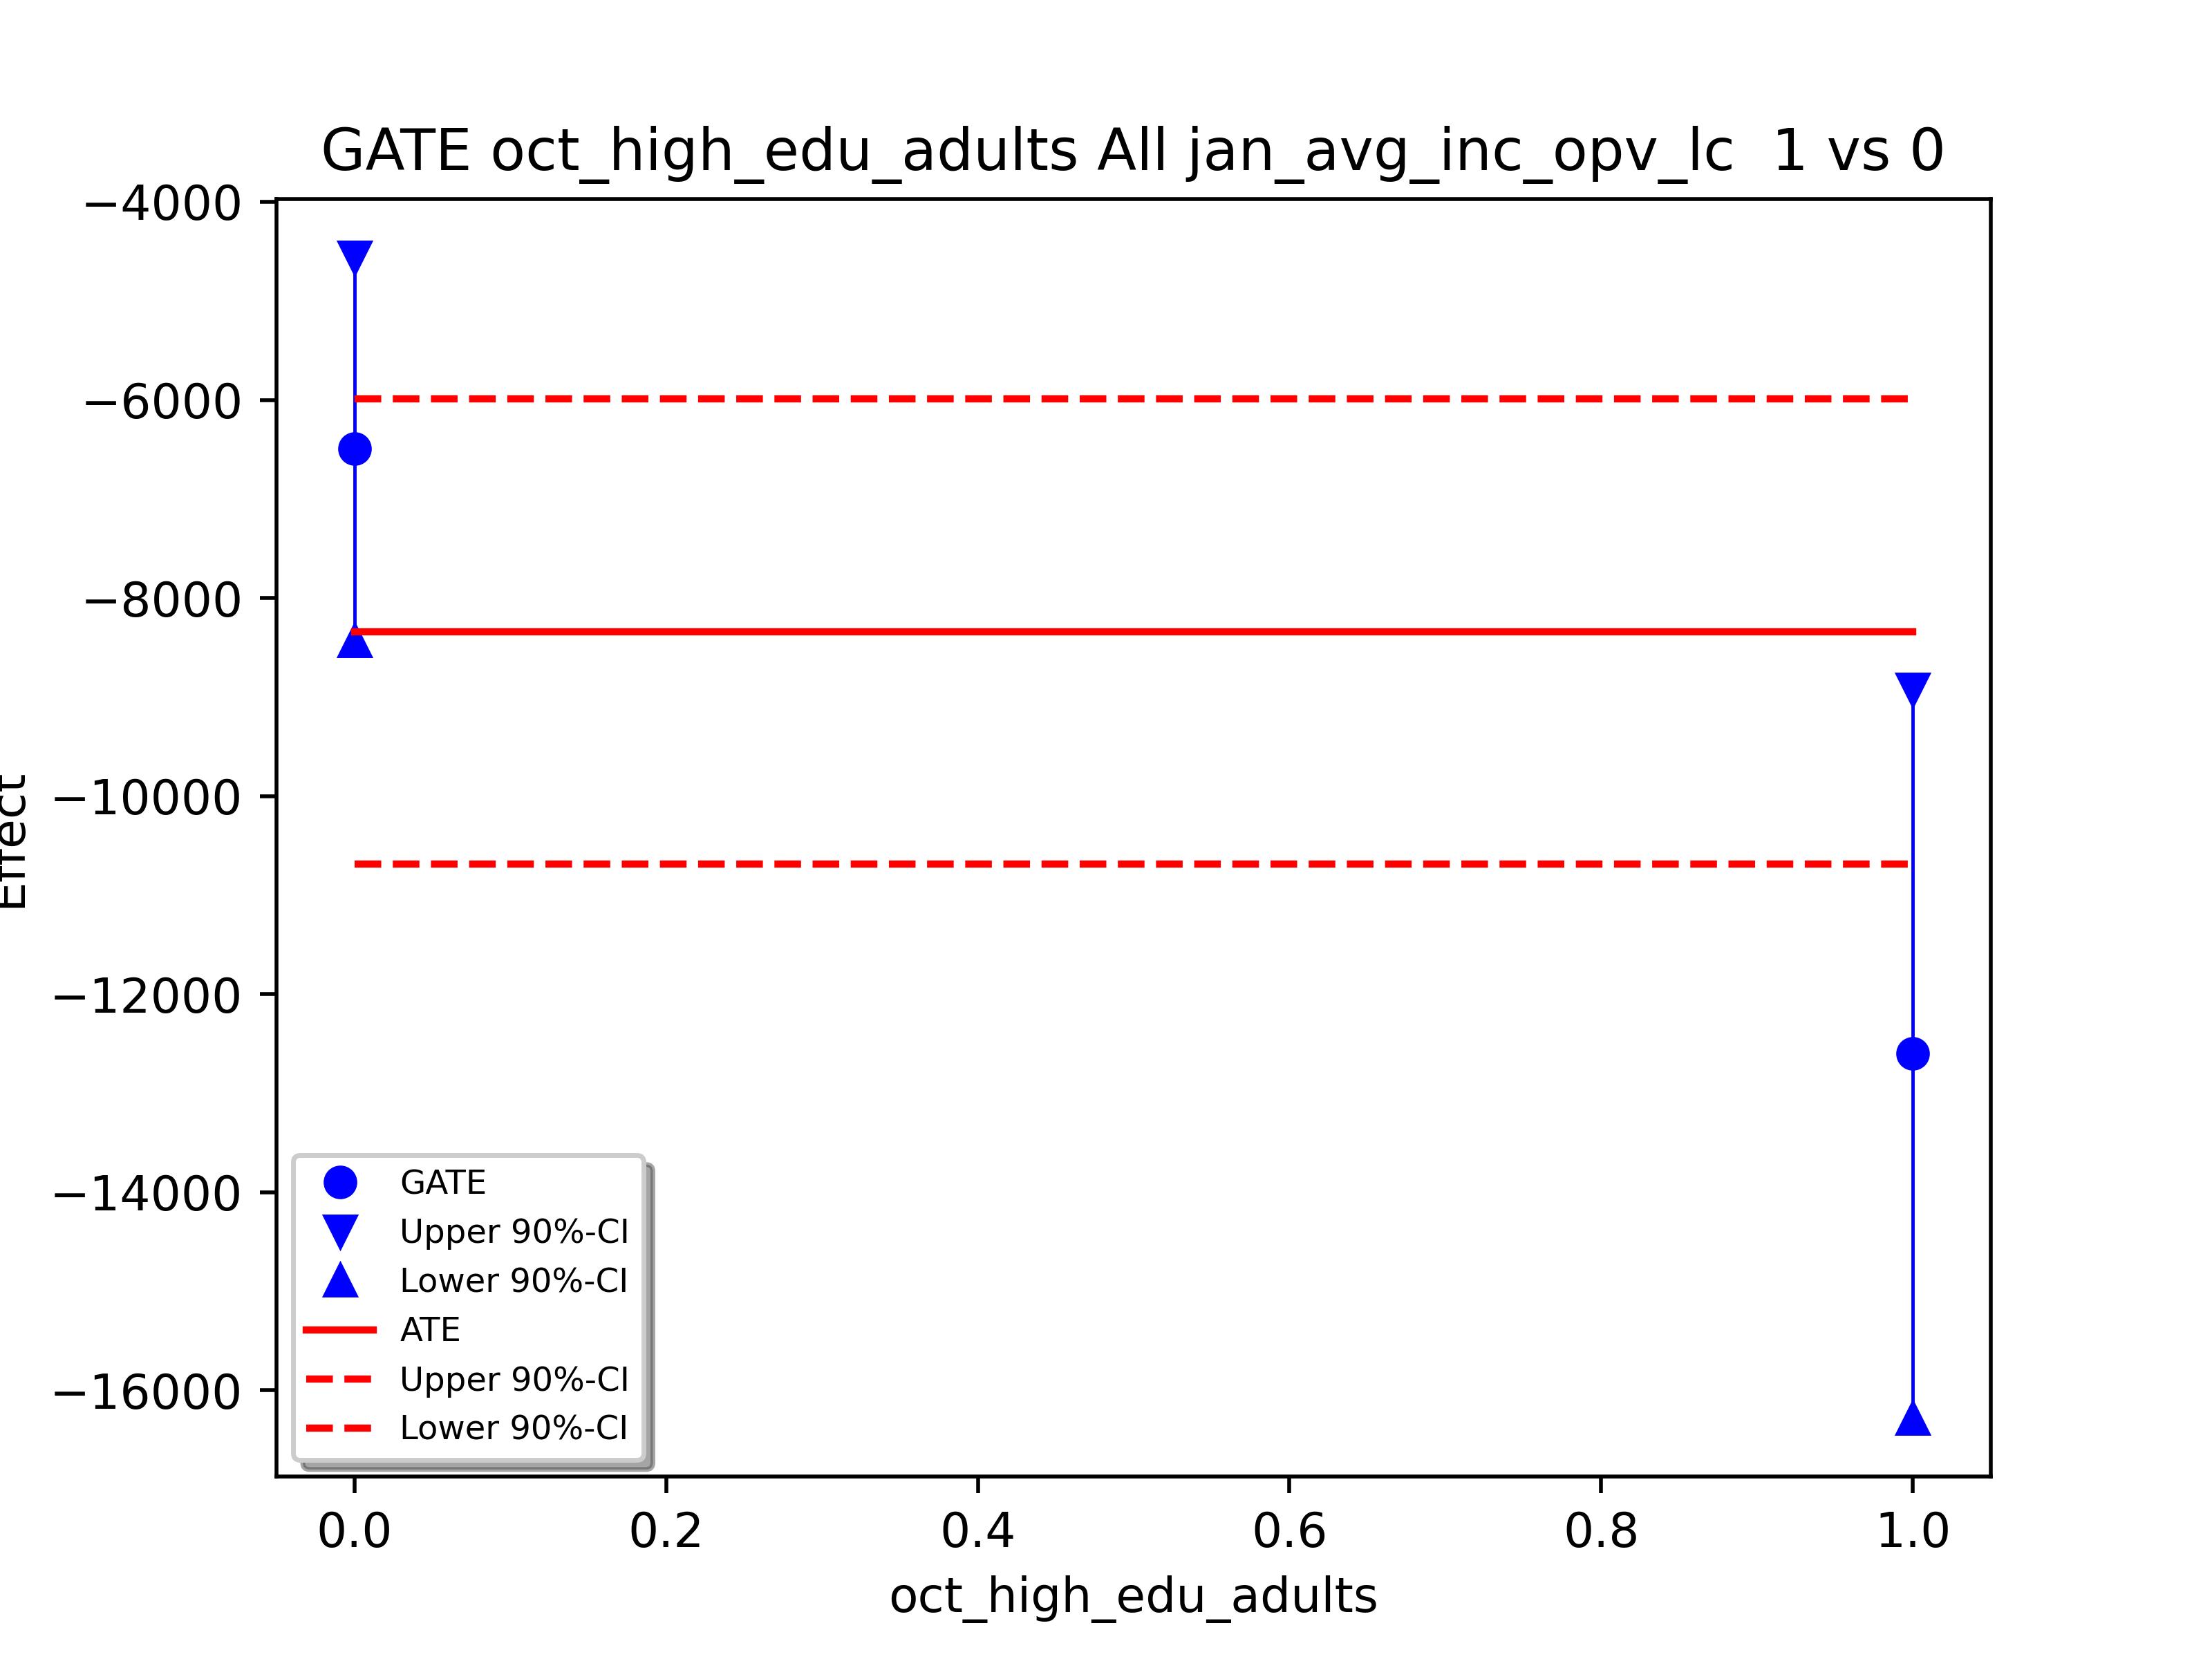 GATE oct_high_edu_adults All jan_avg_inc_opv_lc  1 vs 0
−4000
−6000
−8000
−10000
−12000
−14000
−16000
Effect
GATE
Upper 90%-CI
Lower 90%-CI
ATE
Upper 90%-CI
Lower 90%-CI
0.0 0.2 0.4 0.6 0.8 1.0
oct_high_edu_adults